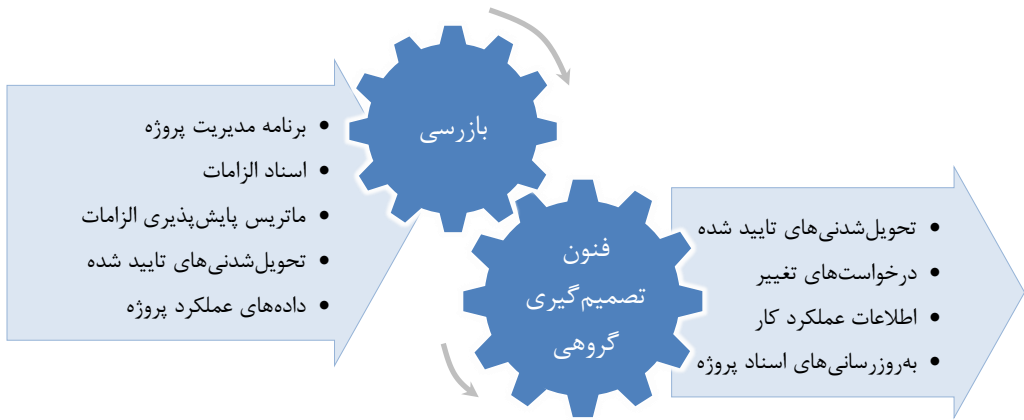 • برنامه مدیریت پروژه
• اسناد الزامات
• ماتریس پایش‌پذیری الزامات
• تحویل‌شدنی‌های تایید شده
• داده‌های عملکرد پروژه
بازرسی
فنون
تصمیم‌گیری
گروهی
• تحویل‌شدنی‌های تایید شده
• درخواست‌های تغییر
• اطلاعات عملکرد کار
• به‌روزرسانی‌های اسناد پروژه